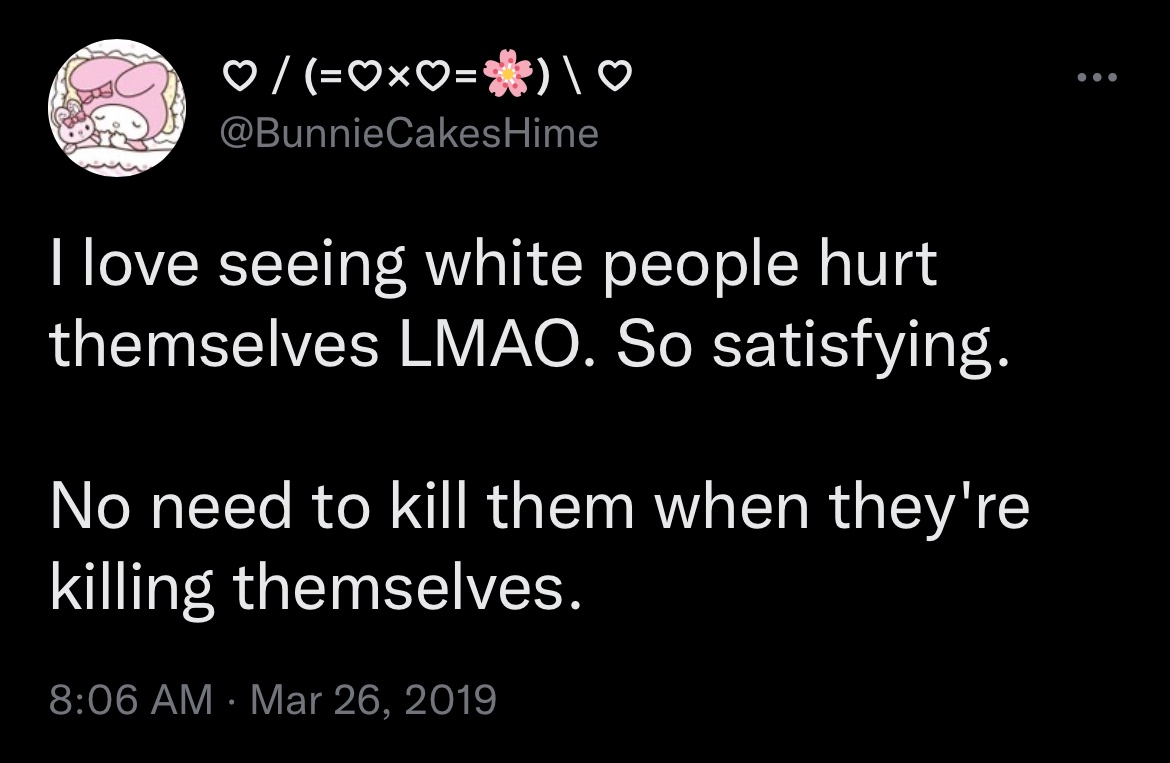 ♡ / (=♡×♡=🌸) \ ♡
@BunnieCakesHime
I love seeing white people hurt
themselves LMAO. So satisfying.
No need to kill them when they're
killing themselves.
8:06 AM · Mar 26, 2019